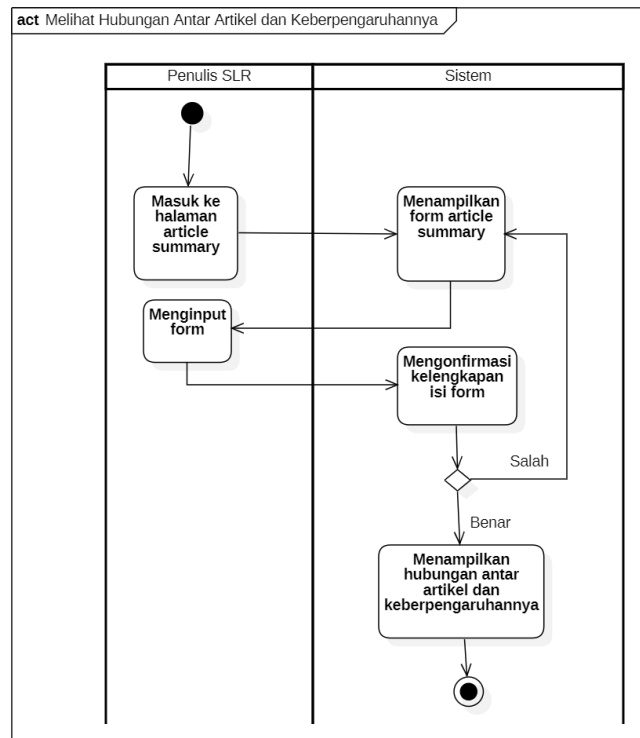 act Melihat Hubungan Antar Artikel dan Keberpengaruhannya
Penulis SLR
Sistem
Masuk ke
halaman
article
summary
Menampilkan
form article
summary
Menginput
form
Mengonfirmasi
kelengkapan
isi form
Salah
Benar
Menampilkan
hubungan antar
artikel dan
keberpengaruhannya